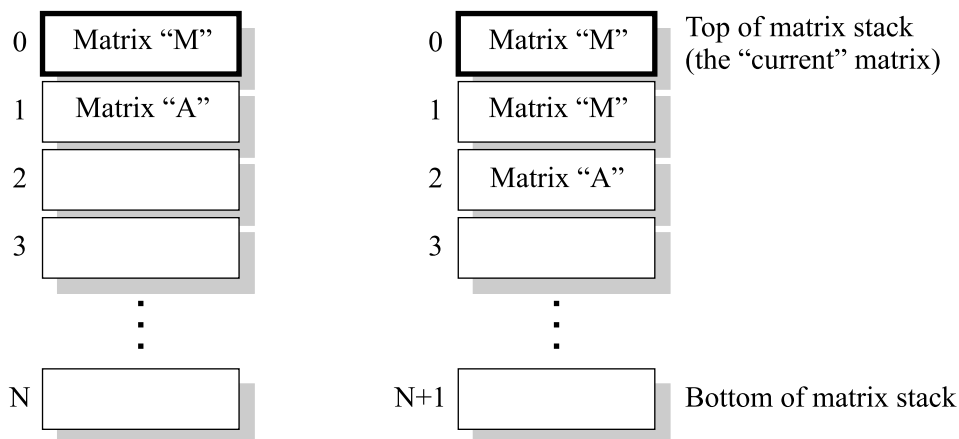 0 Matrix “M” 0 Matrix “M” Top of matrix stack
(the “current” matrix)
1 Matrix “A” 1 Matrix “M”
2 2 Matrix “A”
3 3
N N+1 Bottom of matrix stack